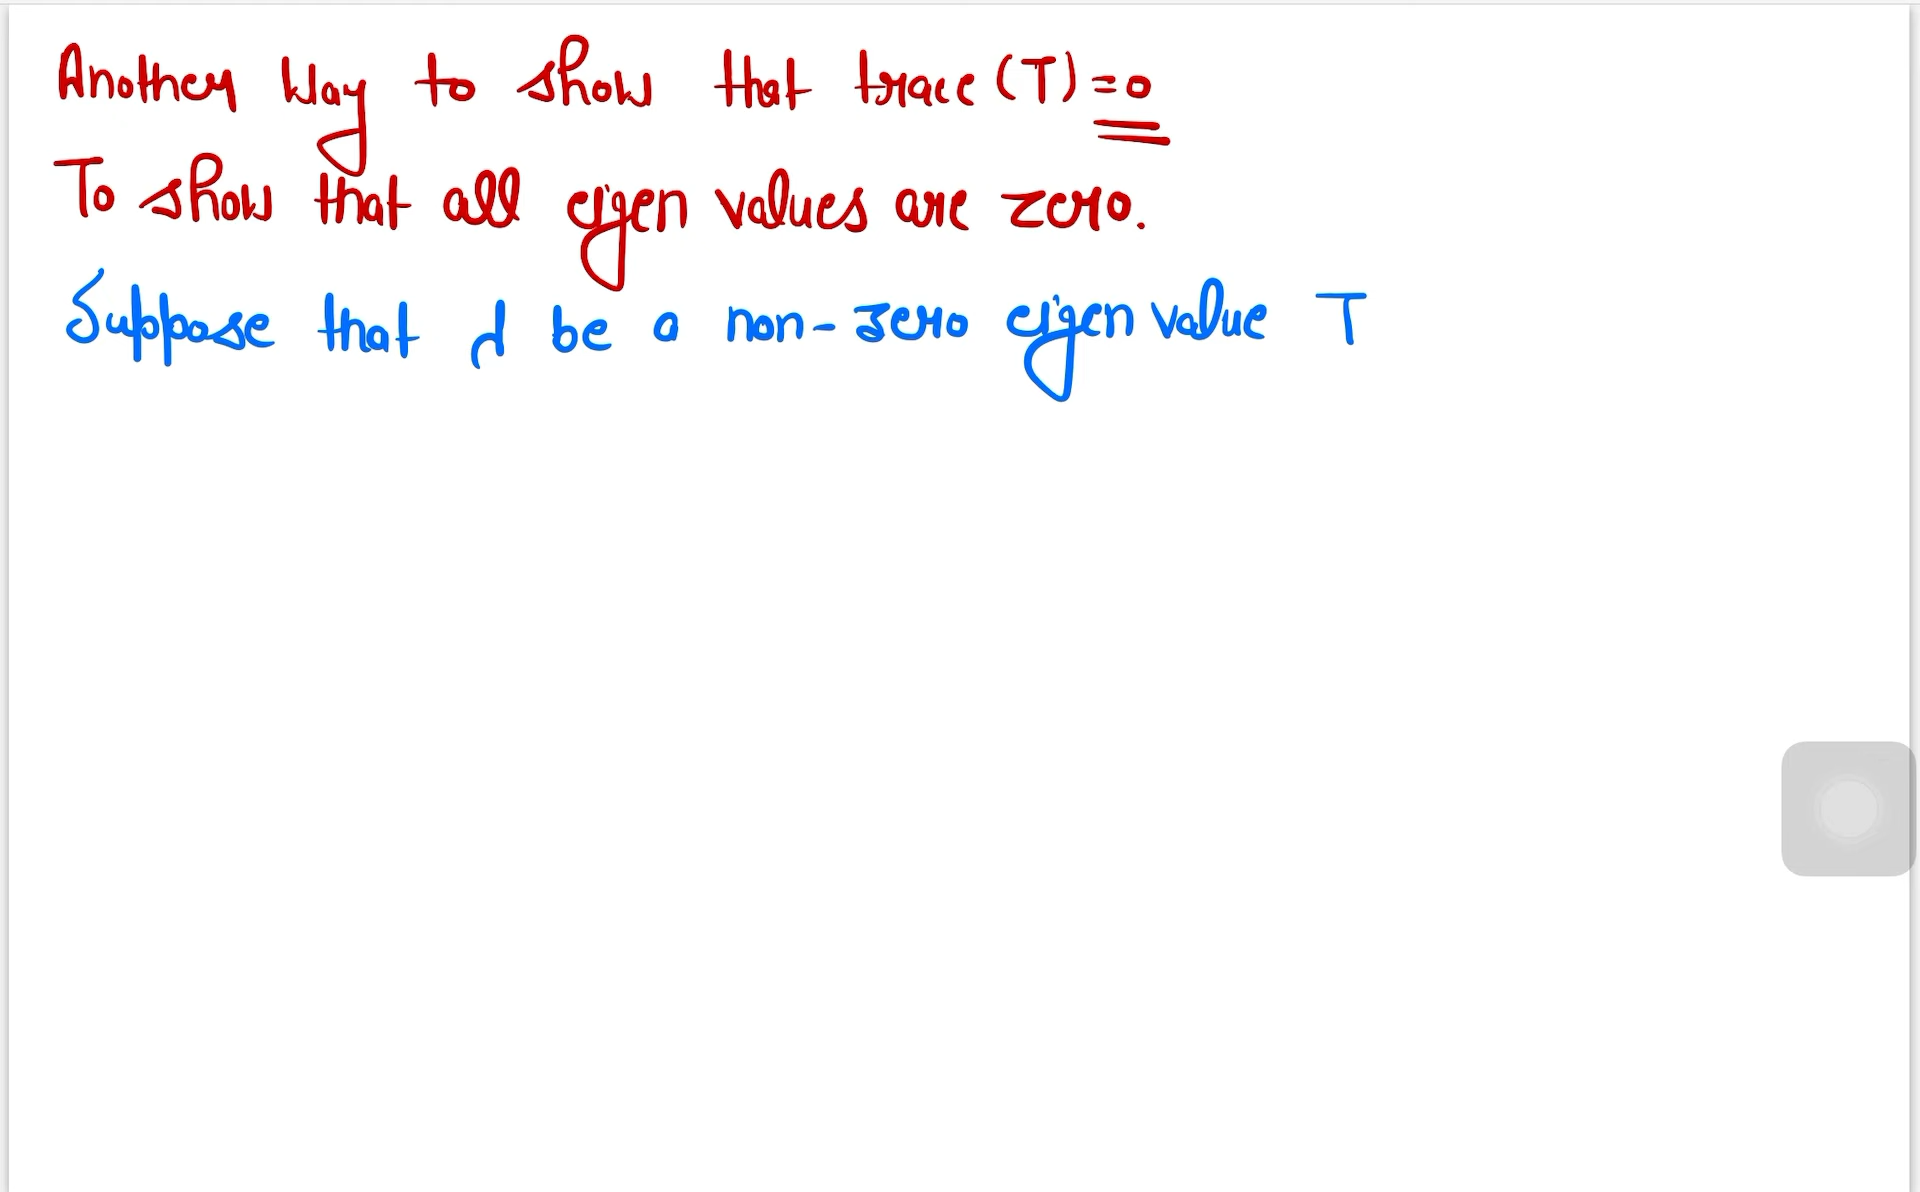 Another Way to show that trace (T) = 0
To show that all eigen values are zero.
Suppose that d be a non-zero eigen value T